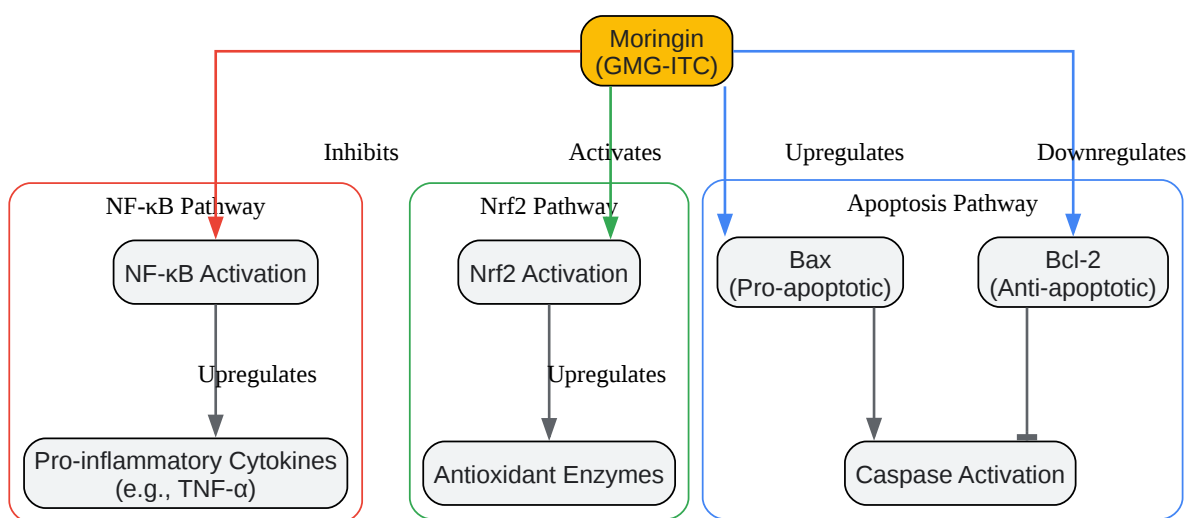 Moringin
(GMG-ITC)
Inhibits
Activates
Upregulates
Downregulates
NF-κB Pathway
Nrf2 Pathway
Apoptosis Pathway
NF-κB Activation
Nrf2 Activation
Bax
(Pro-apoptotic)
Bcl-2
(Anti-apoptotic)
Upregulates
Upregulates
Pro-inflammatory Cytokines
(e.g., TNF-α)
Antioxidant Enzymes
Caspase Activation